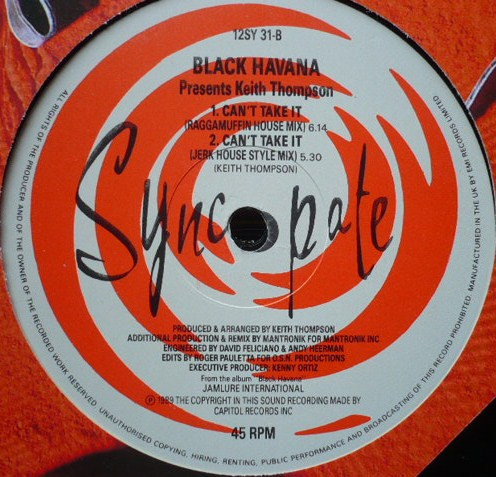 12SY 31-B
BLACK HAVANA
Presents Keith Thompson
1. CAN'T TAKE IT
(RAGGAMUFFIN HOUSE MIX) 6.14
2. CAN'T TAKE IT
(JERK HOUSE STYLE MIX) 5.30
(KEITH THOMPSON)
Syncopate
PRODUCED & ARRANGED BY KEITH THOMPSON
ADDITIONAL PRODUCTION & REMIX BY MANTRONIK FOR MANTRONIK INC
ENGINEERED BY DAVID FELICIANO & ANDY HEERMAN
EDITS BY ROGER PAULETTA FOR O.S.N. PRODUCTIONS
EXECUTIVE PRODUCER: KENNY ORTIZ
From the album "Black Havana"
JAMLURE INTERNATIONAL
Ⓟ 1989 THE COPYRIGHT IN THIS SOUND RECORDING MADE BY
CAPITOL RECORDS INC
45 RPM
ALL RIGHTS OF THE PRODUCER AND OF THE OWNER OF THE RECORDED WORK RESERVED. UNAUTHORISED COPYING, HIRING, RENTING, PUBLIC PERFORMANCE AND BROADCASTING OF THIS RECORD PROHIBITED. MANUFACTURED IN THE UK BY EMI RECORDS LIMITED